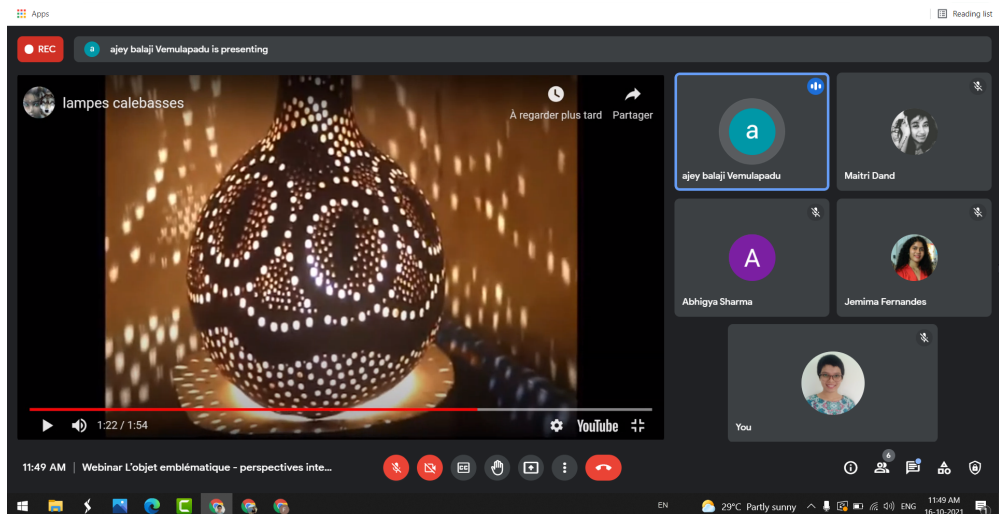 Apps
Reading list
REC
a
ajey balaji Vemulapadu is presenting
lampes calebasses
À regarder plus tard
Partager
1:22 / 1:54
YouTube
a
ajey balaji Vemulapadu
Maitri Dand
A
Abhigya Sharma
Jemima Fernandes
You
11:49 AM | Webinar L'objet emblématique - perspectives inte...
CC
6
EN
29°C Partly sunny
ENG
11:49 AM
16-10-2021